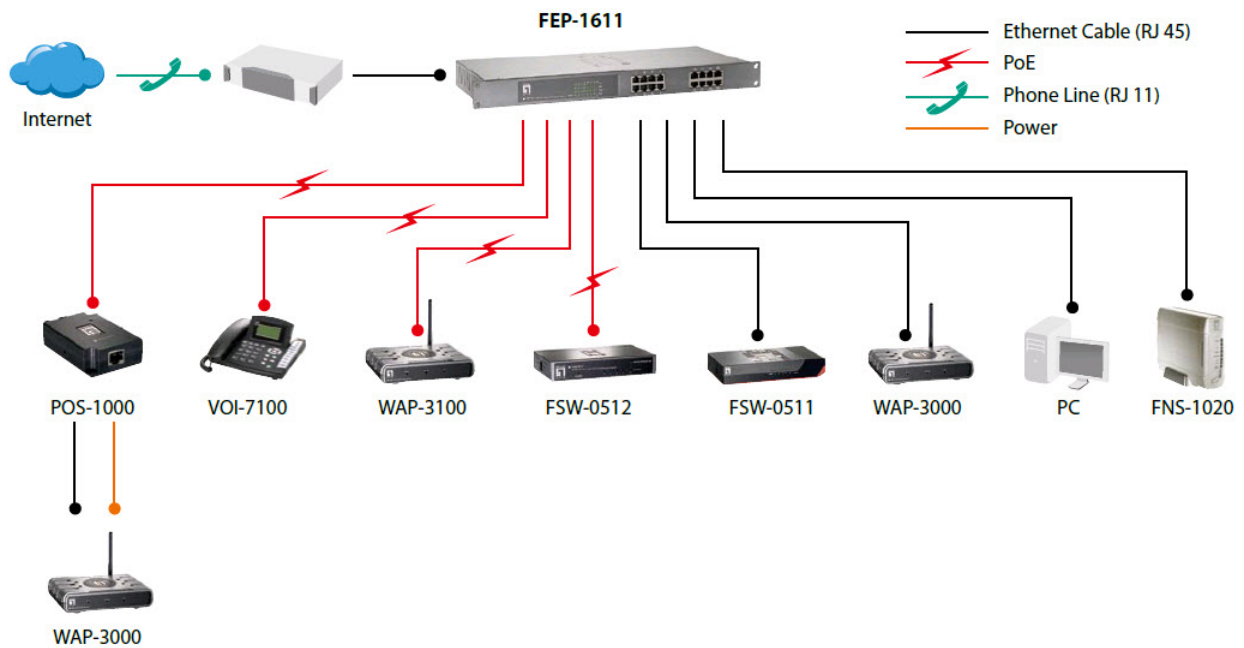 FEP-1611
Ethernet Cable (RJ 45)
PoE
Phone Line (RJ 11)
Power
Internet
POS-1000
VOI-7100
WAP-3100
FSW-0512
FSW-0511
WAP-3000
PC
FNS-1020
WAP-3000